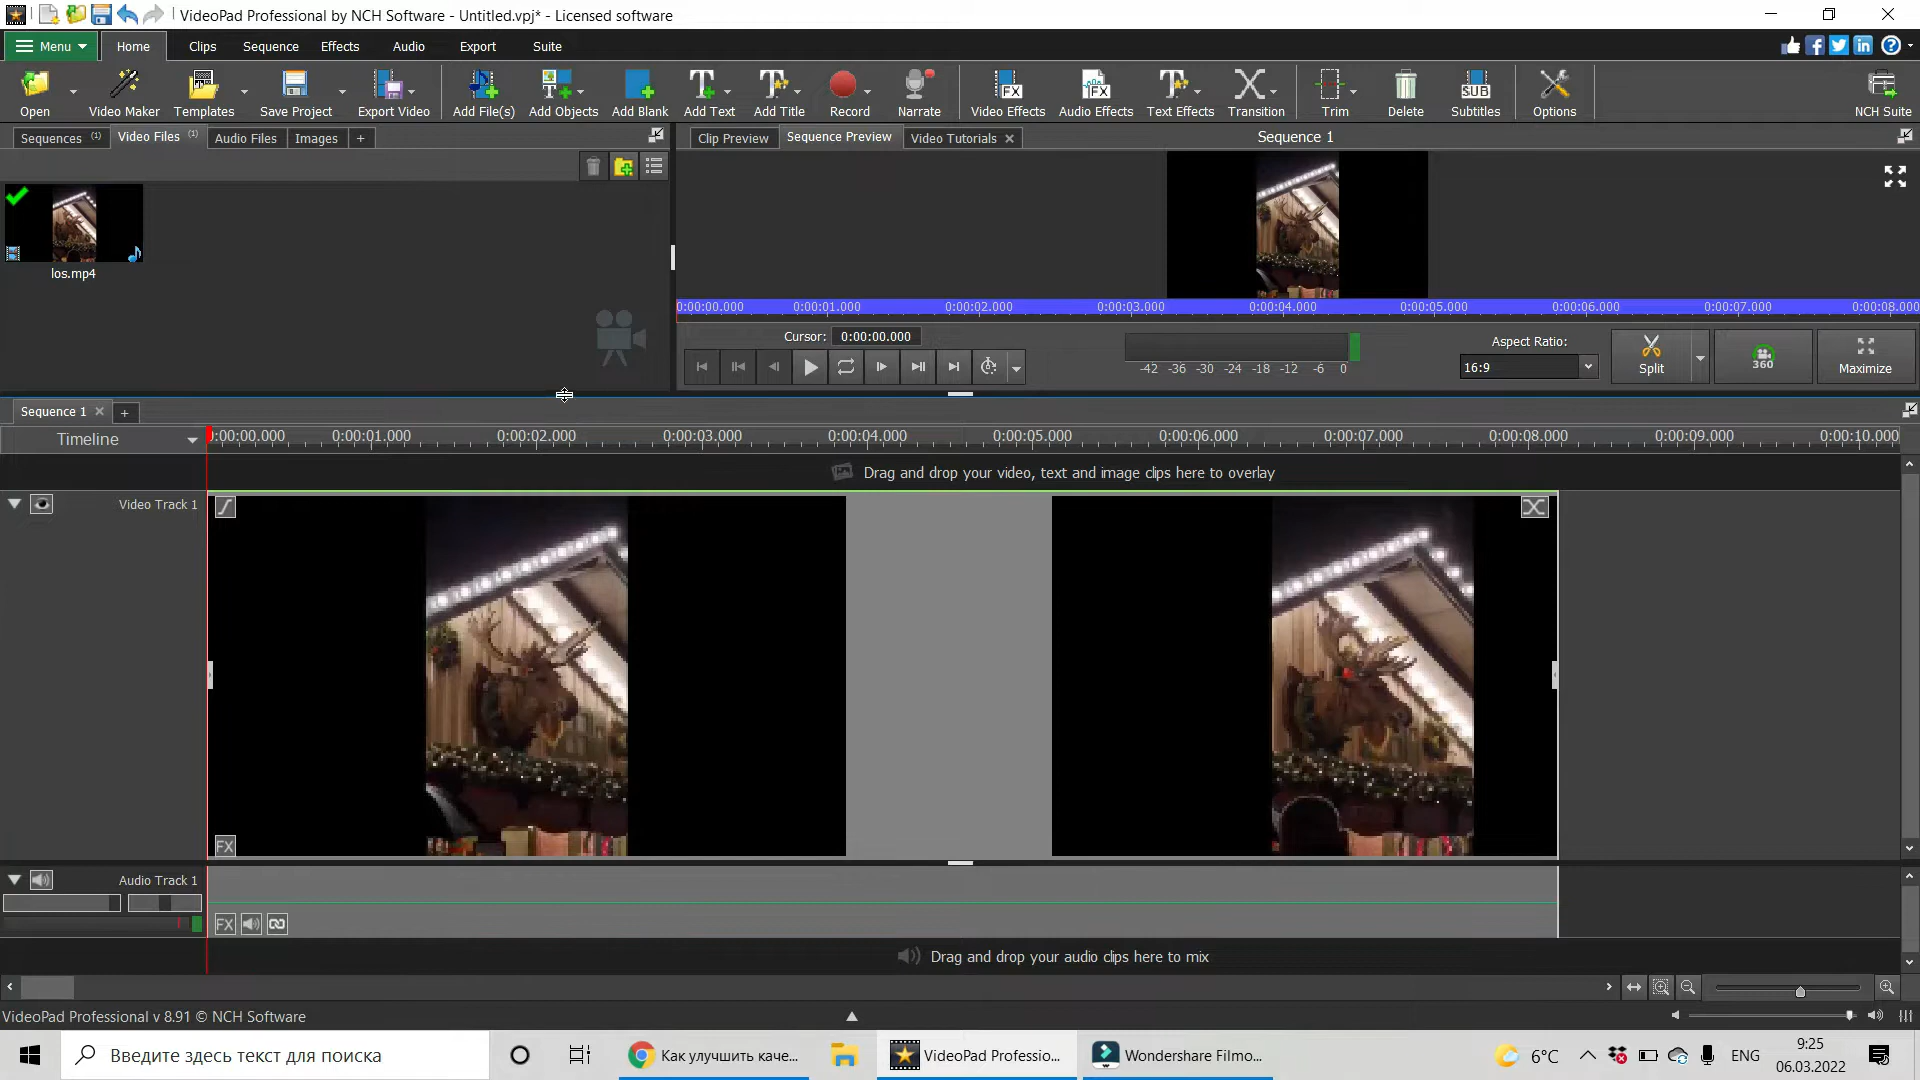 VideoPad Professional by NCH Software - Untitled.vpj* - Licensed software
Menu Home Clips Sequence Effects Audio Export Suite
Open Video Maker Templates Save Project Export Video Add File(s) Add Objects Add Blank Add Text Add Title Record Narrate Video Effects Audio Effects Text Effects Transition Trim Delete Subtitles Options NCH Suite
Sequences (1) Video Files (1) Audio Files Images +
Clip Preview Sequence Preview Video Tutorials Sequence 1
los.mp4
0:00:00.000 0:00:01.000 0:00:02.000 0:00:03.000 0:00:04.000 0:00:05.000 0:00:06.000 0:00:07.000 0:00:08.000
Cursor: 0:00:00.000
-42 -36 -30 -24 -18 -12 -6 0
Aspect Ratio:
16:9
Split 360 Maximize
Sequence 1 +
Timeline 0:00:00.000 0:00:01.000 0:00:02.000 0:00:03.000 0:00:04.000 0:00:05.000 0:00:06.000 0:00:07.000 0:00:08.000 0:00:09.000 0:00:10.000
Drag and drop your video, text and image clips here to overlay
Video Track 1
FX
Audio Track 1
FX
Drag and drop your audio clips here to mix
VideoPad Professional v 8.91 © NCH Software
Введите здесь текст для поиска
Как улучшить каче...
VideoPad Professio...
Wondershare Filmo...
6°C
ENG
9:25
06.03.2022